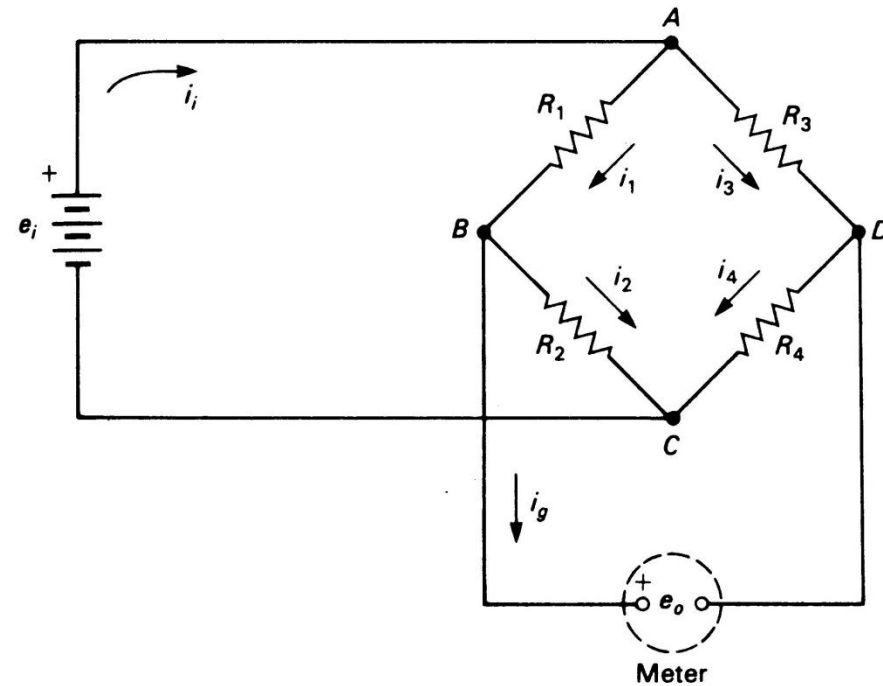 A
i_i
R_1
R_3
+
i_1
i_3
e_i
B
D
i_2
i_4
R_2
R_4
C
i_g
+
e_o
Meter